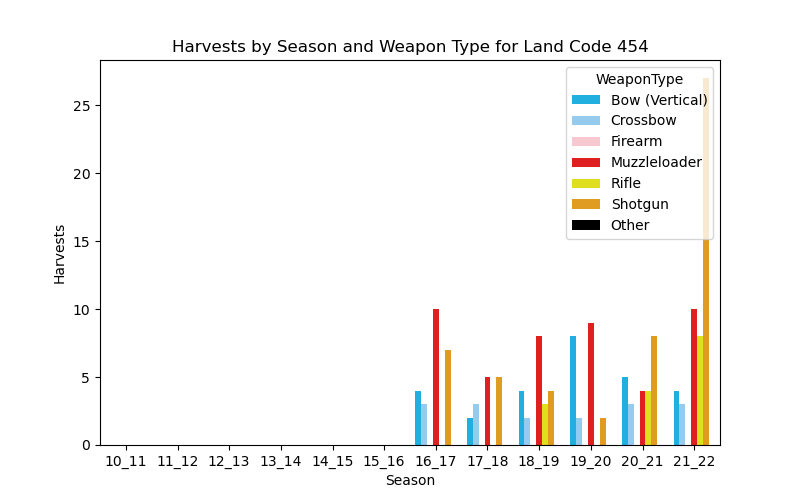 Harvests by Season and Weapon Type for Land Code 454
WeaponType
Bow (Vertical)
Crossbow
Firearm
Muzzleloader
Rifle
Shotgun
Other
Harvests
25
20
15
10
5
0
10_11 11_12 12_13 13_14 14_15 15_16 16_17 17_18 18_19 19_20 20_21 21_22
Season